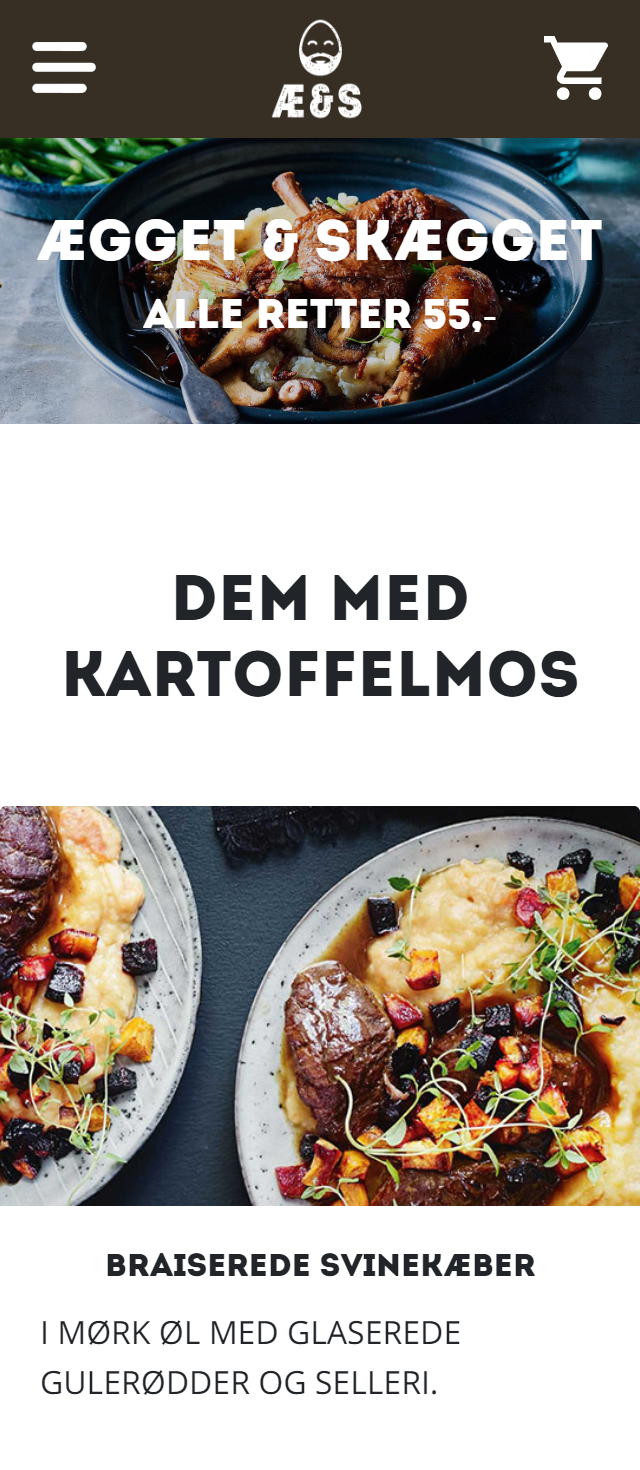 Æ&S
ÆGGET & SKÆGGET
ALLE RETTER 55,-
DEM MED
KARTOFFELMOS
BRAISEREDE SVINEKÆBER
I MØRK ØL MED GLASEREDE
GULERØDDER OG SELLERI.